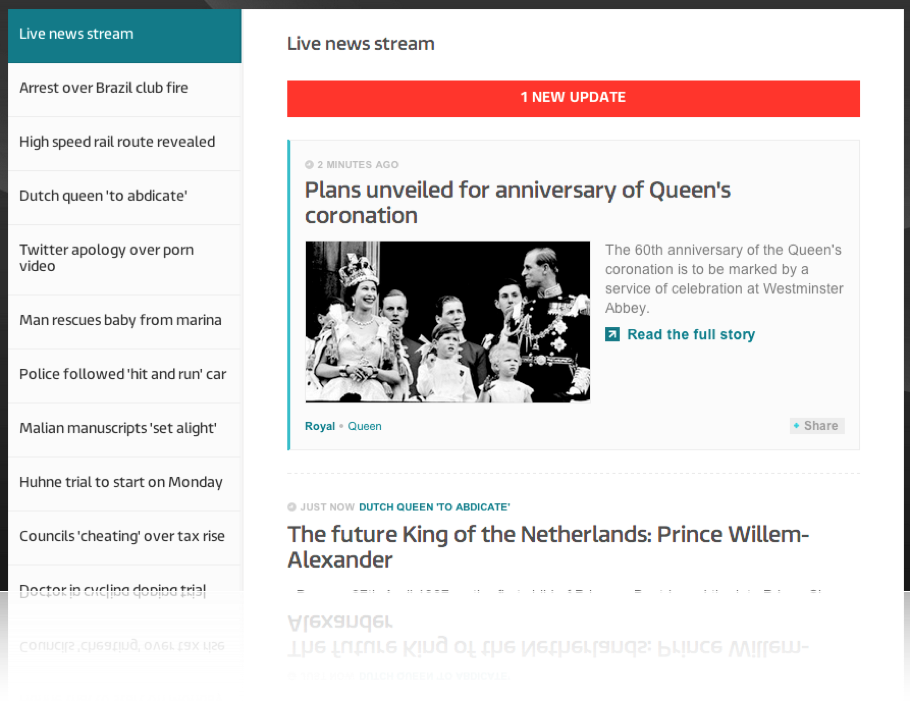 Live news stream
Arrest over Brazil club fire
High speed rail route revealed
Dutch queen 'to abdicate'
Twitter apology over porn
video
Man rescues baby from marina
Police followed 'hit and run' car
Malian manuscripts 'set alight'
Huhne trial to start on Monday
Councils 'cheating' over tax rise
Doctor in cycling doping trial
Live news stream
1 NEW UPDATE
2 MINUTES AGO
Plans unveiled for anniversary of Queen's
coronation
The 60th anniversary of the Queen's
coronation is to be marked by a
service of celebration at Westminster
Abbey.
Read the full story
Royal • Queen
Share
JUST NOW DUTCH QUEEN 'TO ABDICATE'
The future King of the Netherlands: Prince Willem-
Alexander